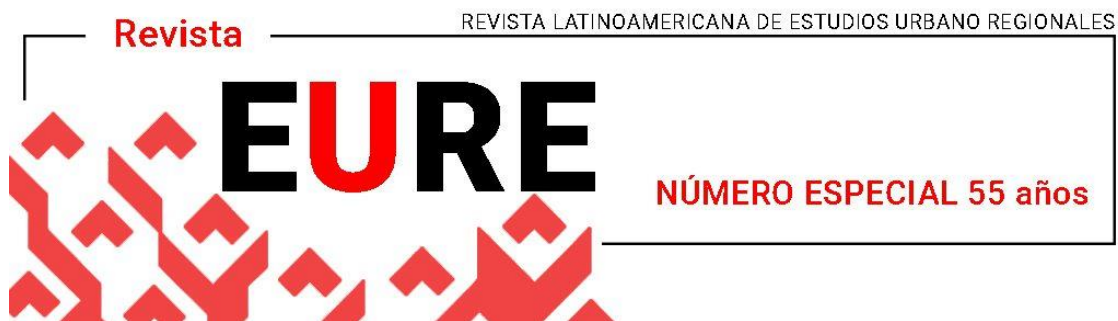 REVISTA LATINOAMERICANA DE ESTUDIOS URBANO REGIONALES
Revista
EURE
NÚMERO ESPECIAL 55 años